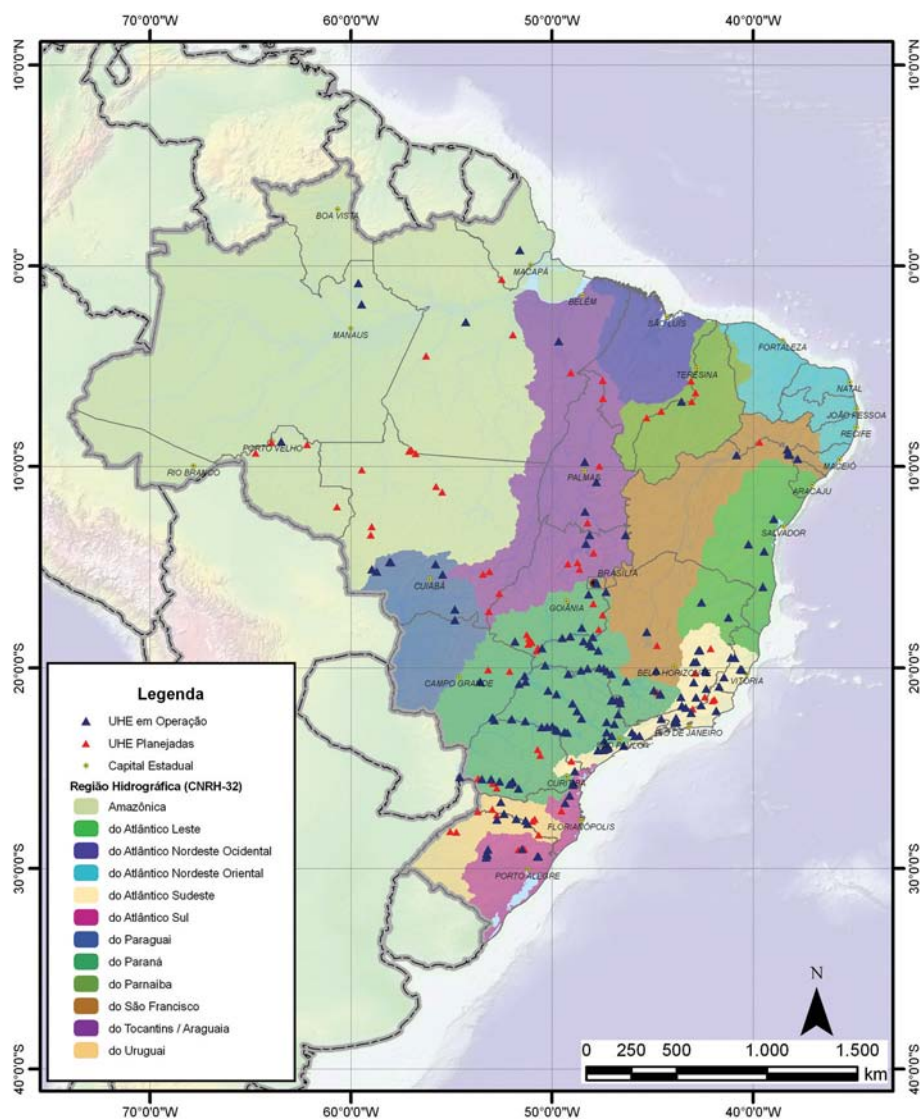 70°0'0"W 60°0'0"W 50°0'0"W 40°0'0"W
10°0'0"N 10°0'0"N
BOA VISTA
0°0'0" 0°0'0"
MACAPÁ
BELÉM
SÃO LUIS
MANAUS
FORTALEZA
TERESINA
NATAL
JOÃO PESSOA
RECIFE
PORTO VELHO
RIO BRANCO
MACEIÓ
10°0'0"S 10°0'0"S
PALMAS
ARACAJU
SALVADOR
CUIABÁ
BRASÍLIA
GOIÂNIA
20°0'0"S 20°0'0"S
CAMPO GRANDE
BELO HORIZONTE
VITÓRIA
RIO DE JANEIRO
CURITIBA
FLORIANÓPOLIS
30°0'0"S 30°0'0"S
PORTO ALEGRE
Legenda
UHE em Operação
UHE Planejadas
Capital Estadual
Região Hidrográfica (CNRH-32)
Amazônica
do Atlântico Leste
do Atlântico Nordeste Ocidental
do Atlântico Nordeste Oriental
do Atlântico Sudeste
do Atlântico Sul
do Paraguai
do Paraná
do Parnaiba
do São Francisco
do Tocantins / Araguaia
do Uruguai
N
0 250 500 1.000 1.500
km
40°0'0"S 40°0'0"S
70°0'0"W 60°0'0"W 50°0'0"W 40°0'0"W